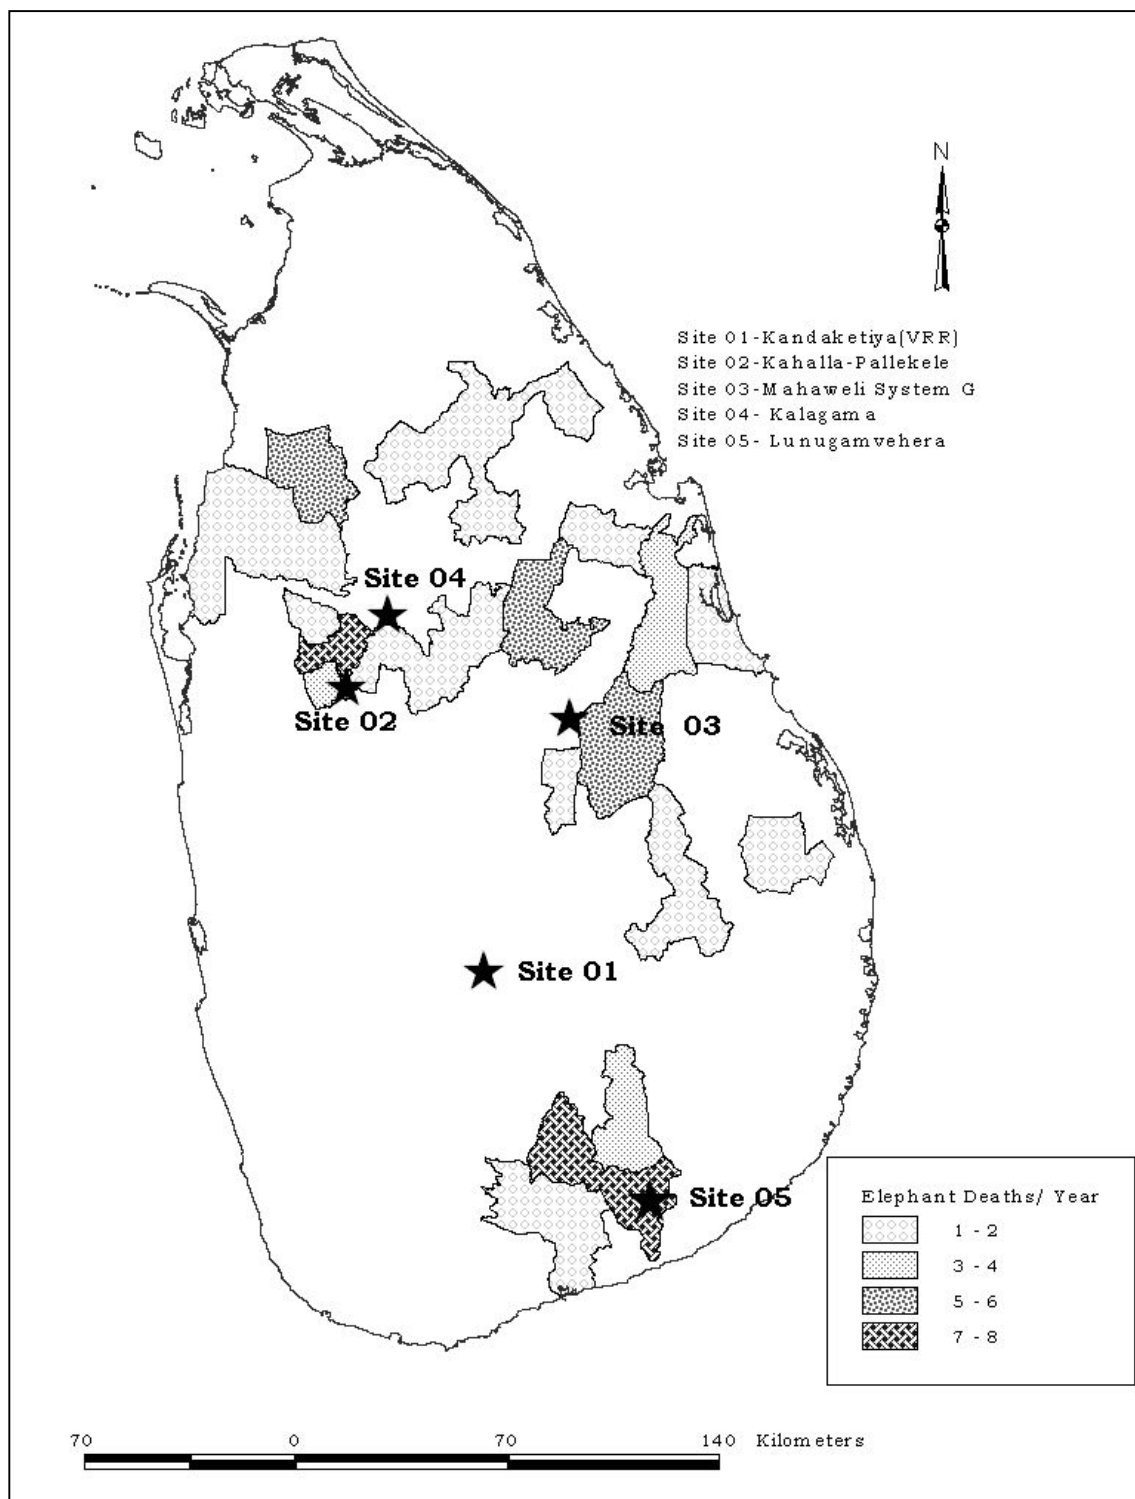 N
Site 01-Kandaketiya(VRR)
Site 02-Kahalla-Pallekele
Site 03-Mahaweli System G
Site 04- Kalagama
Site 05- Lunugamvehera
Site 04
Site 02
Site 03
Site 01
Site 05
Elephant Deaths/ Year
1 - 2
3 - 4
5 - 6
7 - 8
70 0 70 140 Kilometers